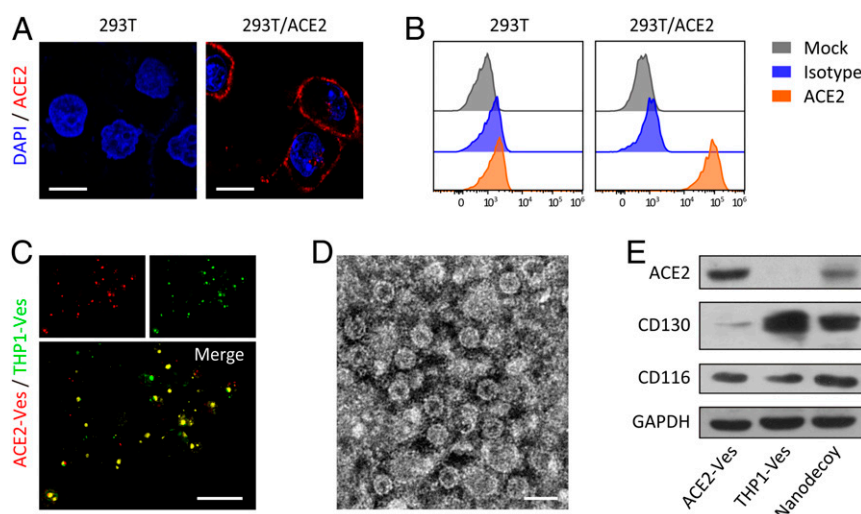 A
293T
293T/ACE2
DAPI / ACE2
B
293T
293T/ACE2
Mock
Isotype
ACE2
0 10³ 10⁴ 10⁵ 10⁶
0 10³ 10⁴ 10⁵ 10⁶
C
ACE2-Ves / THP1-Ves
Merge
D
E
ACE2
CD130
CD116
GAPDH
ACE2-Ves
THP1-Ves
Nanodecoy